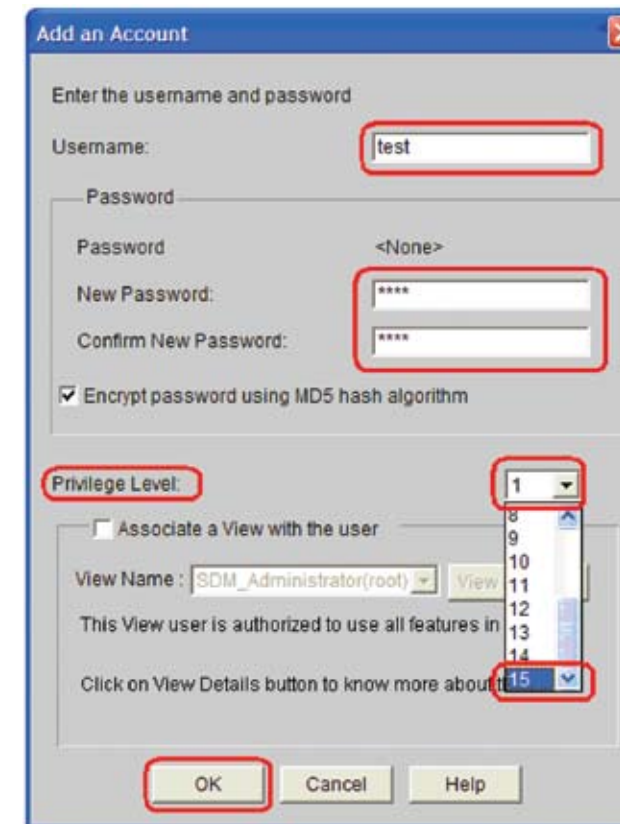 Add an Account
Enter the username and password
Username: test
Password
Password <None>
New Password: ****
Confirm New Password: ****
Encrypt password using MD5 hash algorithm
Privilege Level: 1
8
9
10
11
12
13
14
15
Associate a View with the user
View Name : SDM_Administrator(root) View
This View user is authorized to use all features in
Click on View Details button to know more about
OK Cancel Help